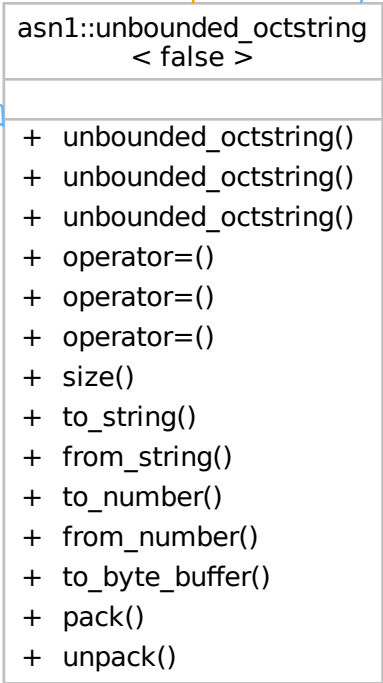 asn1::unbounded_octstring
< false >
+ unbounded_octstring()
+ unbounded_octstring()
+ unbounded_octstring()
+ operator=()
+ operator=()
+ operator=()
+ size()
+ to_string()
+ from_string()
+ to_number()
+ from_number()
+ to_byte_buffer()
+ pack()
+ unpack()